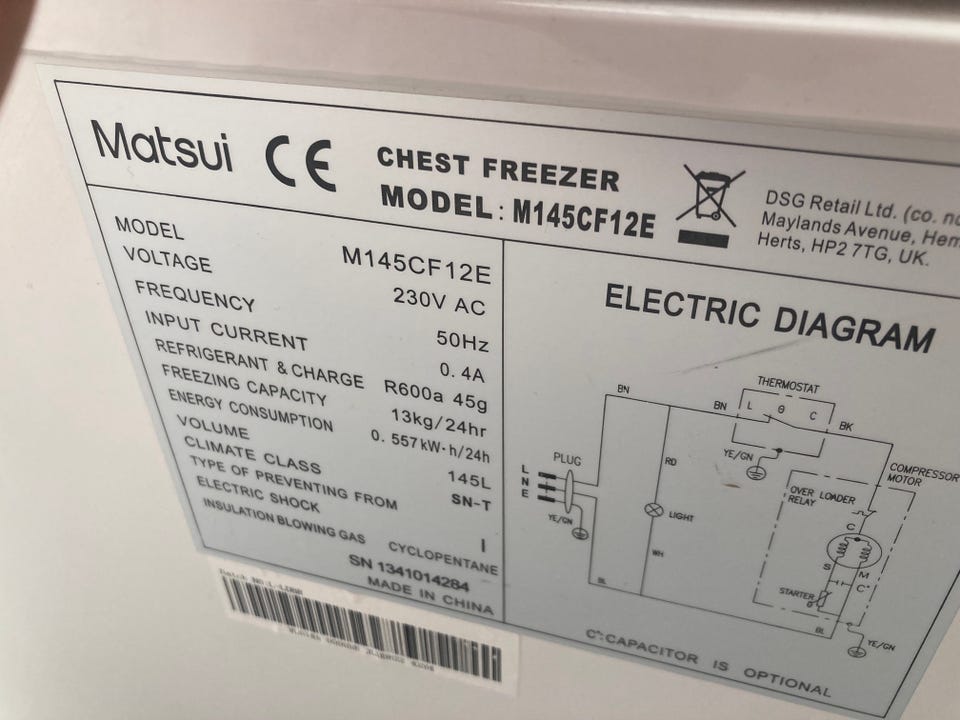 Matsui CE CHEST FREEZER
MODEL: M145CF12E
DSG Retail Ltd. (co. no
Maylands Avenue, Hem
Herts, HP2 7TG, UK.
MODEL M145CF12E
VOLTAGE 230V AC
FREQUENCY 50Hz
INPUT CURRENT 0. 4A
REFRIGERANT & CHARGE R600a 45g
FREEZING CAPACITY 13kg/24hr
ENERGY CONSUMPTION 0. 557kW·h/24h
VOLUME 145L
CLIMATE CLASS SN-T
TYPE OF PREVENTING FROM
ELECTRIC SHOCK I
INSULATION BLOWING GAS CYCLOPENTANE
SN 1341014284
MADE IN CHINA
ELECTRIC DIAGRAM
THERMOSTAT
BN
BN L θ C BK
YE/GN
PLUG
L
N
E
YE/GN
RD
LIGHT
WH
BL
COMPRESSOR
MOTOR
OVER LOADER
RELAY
C
S M
C*
STARTER
θ
BL
YE/GN
C*:CAPACITOR IS OPTIONAL